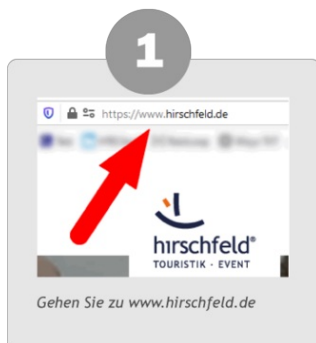 1
https://www.hirschfeld.de
hirschfeld®
TOURISTIK - EVENT
Gehen Sie zu www.hirschfeld.de